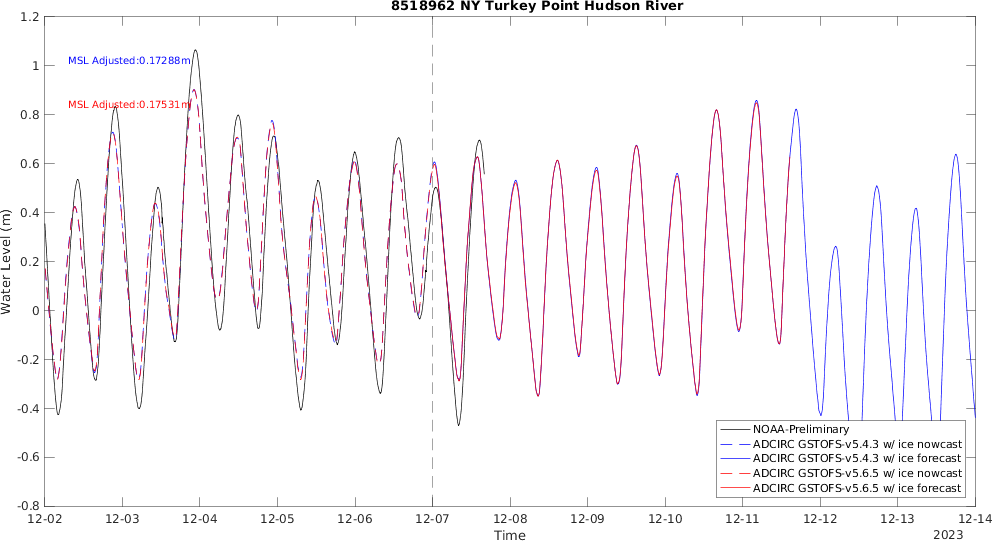 8518962 NY Turkey Point Hudson River
1.2
1
0.8
0.6
0.4
0.2
0
-0.2
-0.4
-0.6
-0.8
Water Level (m)
MSL Adjusted:0.17288m
MSL Adjusted:0.17531m
NOAA-Preliminary
ADCIRC GSTOFS-v5.4.3 w/ ice nowcast
ADCIRC GSTOFS-v5.4.3 w/ ice forecast
ADCIRC GSTOFS-v5.6.5 w/ ice nowcast
ADCIRC GSTOFS-v5.6.5 w/ ice forecast
12-02 12-03 12-04 12-05 12-06 12-07 12-08 12-09 12-10 12-11 12-12 12-13 12-14
Time
2023